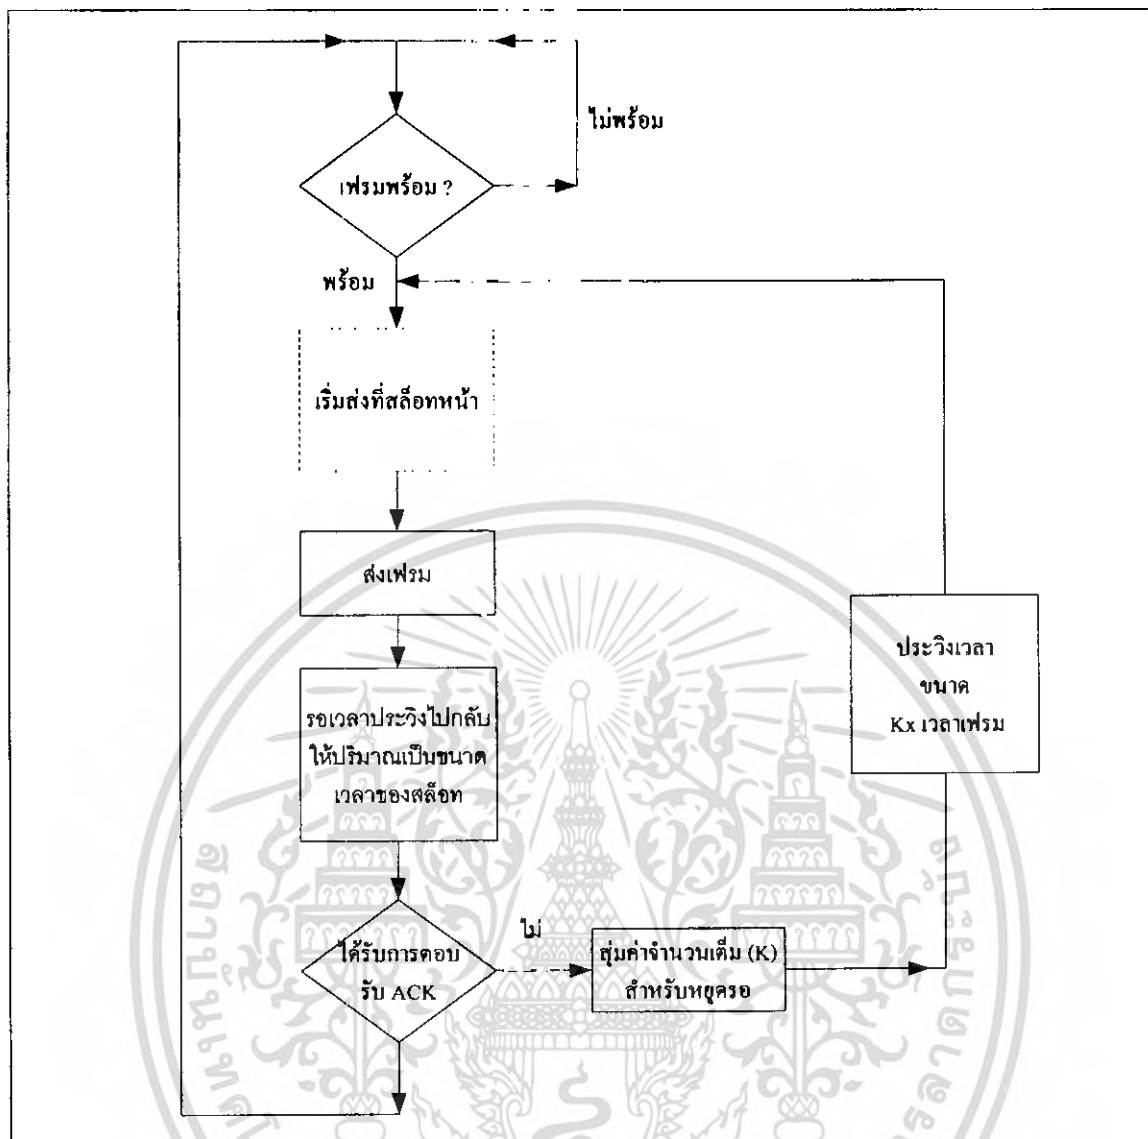 ไม่พร้อม
เฟรมพร้อม ?
พร้อม
เริ่มส่งที่สล็อทหน้า
ส่งเฟรม
รอเวลาประวิงไปกลับ
ให้ปริมาณเป็นขนาด
เวลาของสล็อท
ประวิงเวลา
ขนาด
Kx เวลาเฟรม
ได้รับการตอบ
รับ ACK
ไม่
สุ่มค่าจำนวนเต็ม (K)
สำหรับหยุดรอ